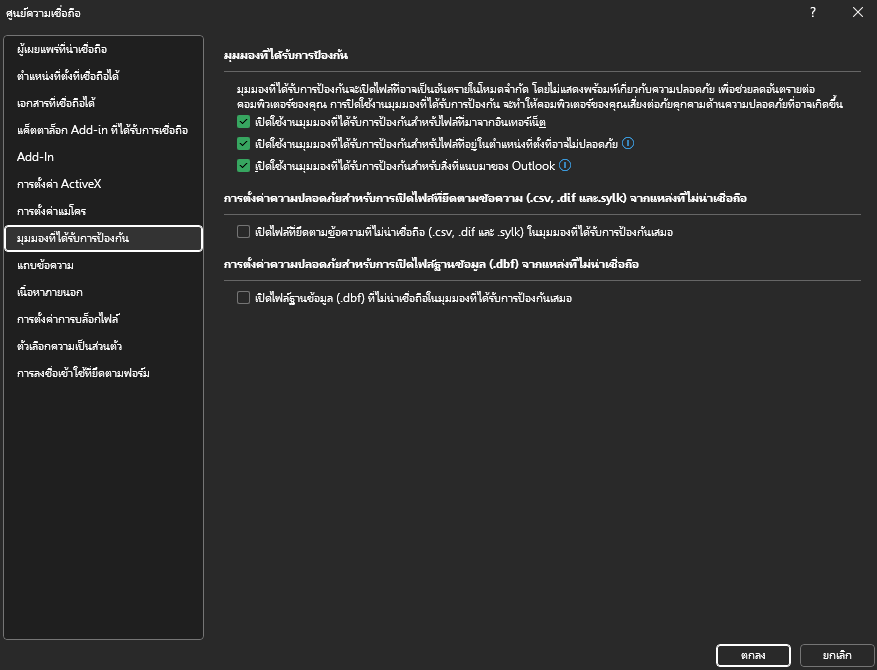 ศูนย์ความเชื่อถือ
?
ผู้เผยแพร่ที่น่าเชื่อถือ
ตำแหน่งที่ตั้งที่เชื่อถือได้
เอกสารที่เชื่อถือได้
แค็ตตาล็อก Add-in ที่ได้รับการเชื่อถือ
Add-In
การตั้งค่า ActiveX
การตั้งค่าแมโคร
มุมมองที่ได้รับการป้องกัน
แถบข้อความ
เนื้อหาภายนอก
การตั้งค่าการบล็อกไฟล์
ตัวเลือกความเป็นส่วนตัว
การลงชื่อเข้าใช้ที่ยึดตามฟอร์ม
มุมมองที่ได้รับการป้องกัน
มุมมองที่ได้รับการป้องกันจะเปิดไฟล์ที่อาจเป็นอันตรายในโหมดจำกัด โดยไม่แสดงพร้อมท์เกี่ยวกับความปลอดภัย เพื่อช่วยลดอันตรายต่อ
คอมพิวเตอร์ของคุณ การปิดใช้งานมุมมองที่ได้รับการป้องกัน จะทำให้คอมพิวเตอร์ของคุณเสี่ยงต่อภัยคุกคามด้านความปลอดภัยที่อาจเกิดขึ้น
เปิดใช้งานมุมมองที่ได้รับการป้องกันสำหรับไฟล์ที่มาจากอินเทอร์เน็ต
เปิดใช้งานมุมมองที่ได้รับการป้องกันสำหรับไฟล์ที่อยู่ในตำแหน่งที่ตั้งที่อาจไม่ปลอดภัย
เปิดใช้งานมุมมองที่ได้รับการป้องกันสำหรับสิ่งที่แนบมาของ Outlook
การตั้งค่าความปลอดภัยสำหรับการเปิดไฟล์ที่ยึดตามข้อความ (.csv, .dif และ.sylk) จากแหล่งที่ไม่น่าเชื่อถือ
เปิดไฟล์ที่ยึดตามข้อความที่ไม่น่าเชื่อถือ (.csv, .dif และ .sylk) ในมุมมองที่ได้รับการป้องกันเสมอ
การตั้งค่าความปลอดภัยสำหรับการเปิดไฟล์ฐานข้อมูล (.dbf) จากแหล่งที่ไม่น่าเชื่อถือ
เปิดไฟล์ฐานข้อมูล (.dbf) ที่ไม่น่าเชื่อถือในมุมมองที่ได้รับการป้องกันเสมอ
ตกลง
ยกเลิก